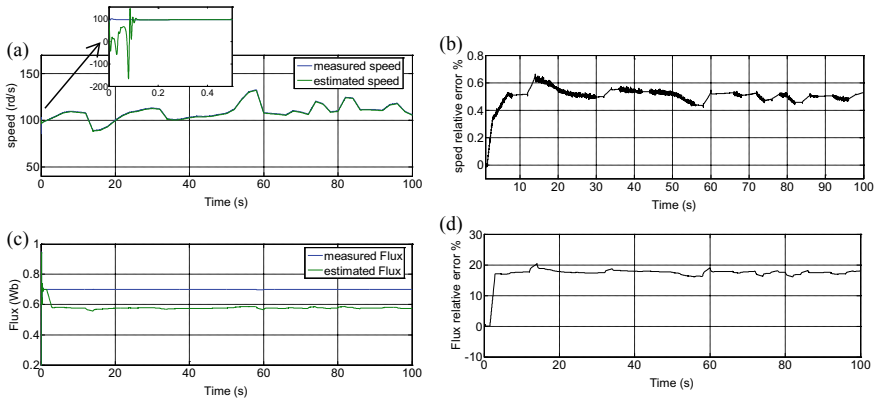 100
0
-100
-200
0 0.2 0.4
(a)
150
100
50
speed (rd/s)
measured speed
estimated speed
0 20 40 60 80 100
Time (s)
(b)
0.8
0.6
0.4
0.2
0
sped relative error %
10 20 30 40 50 60 70 80 90 100
Time (s)
(c)
1
0.8
0.6
0.4
0.2
Flux (Wb)
measured Flux
estimated Flux
0 20 40 60 80 100
Time (s)
(d)
30
20
10
0
-10
Flux relative error %
0 20 40 60 80 100
Time (s)